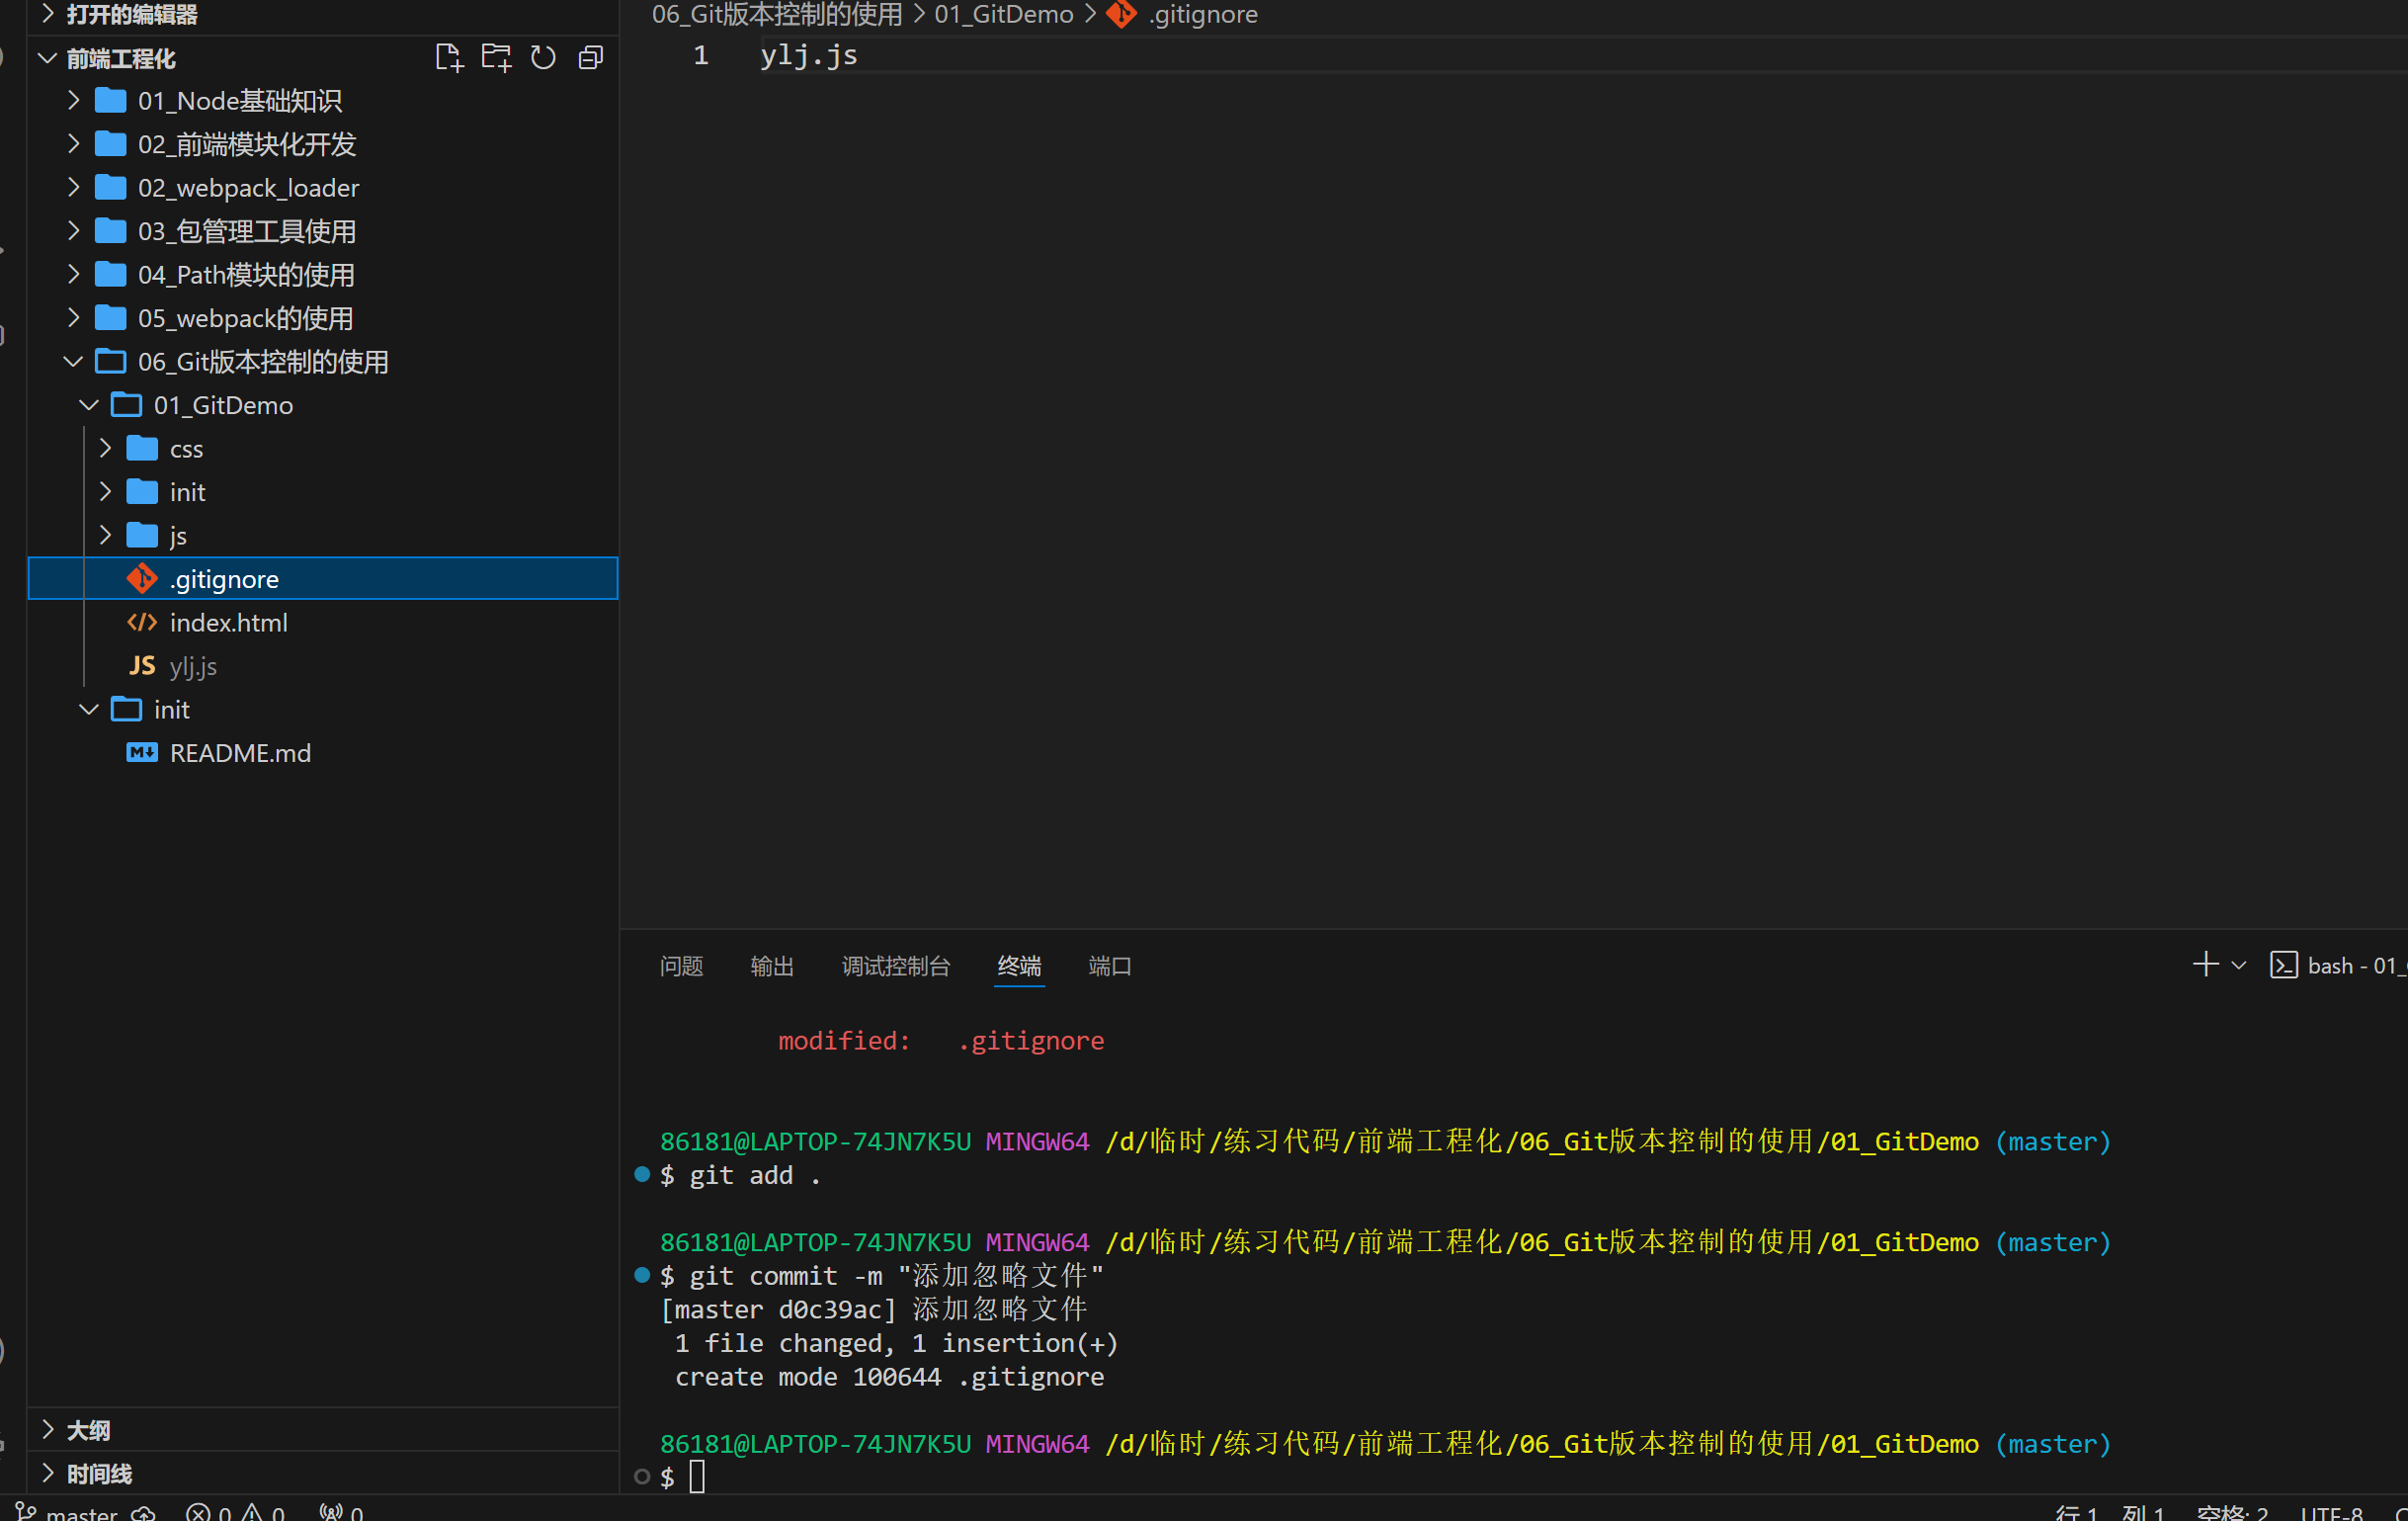 打开的编辑器
前端工程化
01_Node基础知识
02_前端模块化开发
02_webpack_loader
03_包管理工具使用
04_Path模块的使用
05_webpack的使用
06_Git版本控制的使用
01_GitDemo
css
init
js
.gitignore
index.html
JS ylj.js
init
README.md
大纲
时间线
06_Git版本控制的使用 > 01_GitDemo > .gitignore
1 ylj.js
问题 输出 调试控制台 终端 端口
bash - 01_
modified: .gitignore
86181@LAPTOP-74JN7K5U MINGW64 /d/临时/练习代码/前端工程化/06_Git版本控制的使用/01_GitDemo (master)
$ git add .
86181@LAPTOP-74JN7K5U MINGW64 /d/临时/练习代码/前端工程化/06_Git版本控制的使用/01_GitDemo (master)
$ git commit -m "添加忽略文件"
[master d0c39ac] 添加忽略文件
1 file changed, 1 insertion(+)
create mode 100644 .gitignore
86181@LAPTOP-74JN7K5U MINGW64 /d/临时/练习代码/前端工程化/06_Git版本控制的使用/01_GitDemo (master)
$
master 0 0 0 行 1, 列 1 空格: 2 UTF-8